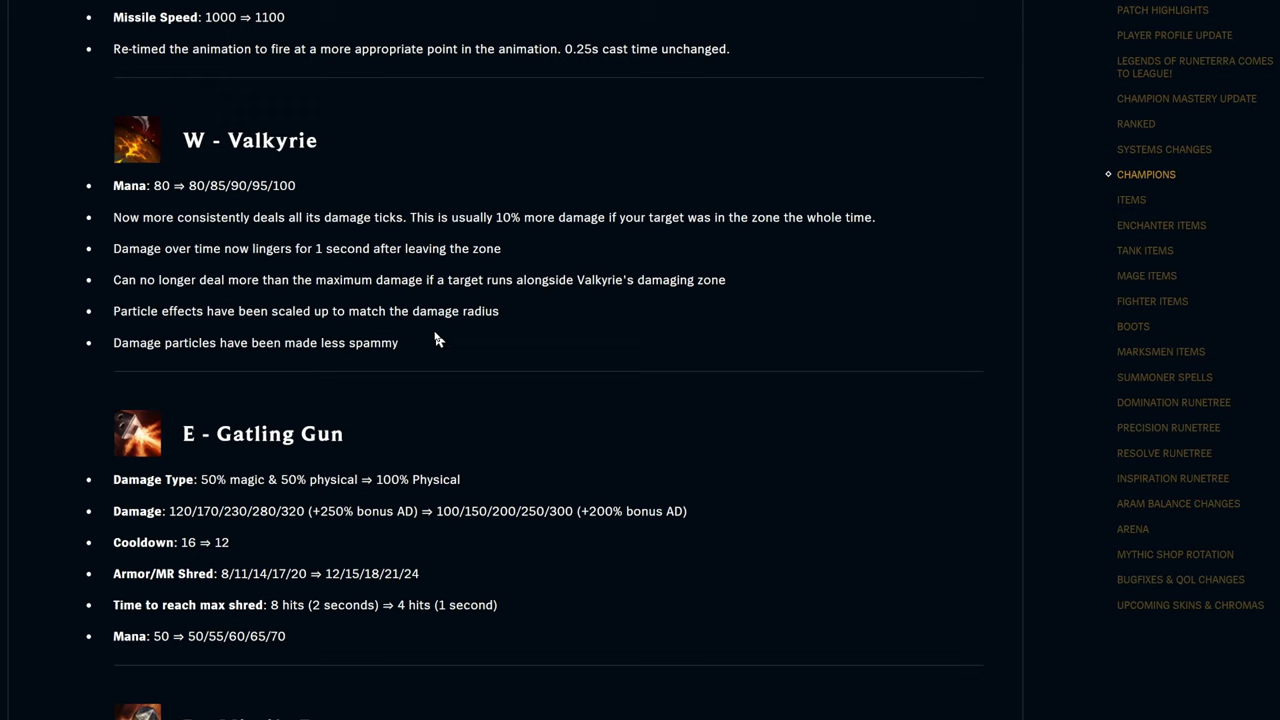 Missile Speed: 1000 ⇒ 1100
Re-timed the animation to fire at a more appropriate point in the animation. 0.25s cast time unchanged.
W - Valkyrie
Mana: 80 ⇒ 80/85/90/95/100
Now more consistently deals all its damage ticks. This is usually 10% more damage if your target was in the zone the whole time.
Damage over time now lingers for 1 second after leaving the zone
Can no longer deal more than the maximum damage if a target runs alongside Valkyrie's damaging zone
Particle effects have been scaled up to match the damage radius
Damage particles have been made less spammy
E - Gatling Gun
Damage Type: 50% magic & 50% physical ⇒ 100% Physical
Damage: 120/170/230/280/320 (+250% bonus AD) ⇒ 100/150/200/250/300 (+200% bonus AD)
Cooldown: 16 ⇒ 12
Armor/MR Shred: 8/11/14/17/20 ⇒ 12/15/18/21/24
Time to reach max shred: 8 hits (2 seconds) ⇒ 4 hits (1 second)
Mana: 50 ⇒ 50/55/60/65/70
PATCH HIGHLIGHTS
PLAYER PROFILE UPDATE
LEGENDS OF RUNETERRA COMES
TO LEAGUE!
CHAMPION MASTERY UPDATE
RANKED
SYSTEMS CHANGES
CHAMPIONS
ITEMS
ENCHANTER ITEMS
TANK ITEMS
MAGE ITEMS
FIGHTER ITEMS
BOOTS
MARKSMEN ITEMS
SUMMONER SPELLS
DOMINATION RUNETREE
PRECISION RUNETREE
RESOLVE RUNETREE
INSPIRATION RUNETREE
ARAM BALANCE CHANGES
ARENA
MYTHIC SHOP ROTATION
BUGFIXES & QOL CHANGES
UPCOMING SKINS & CHROMAS